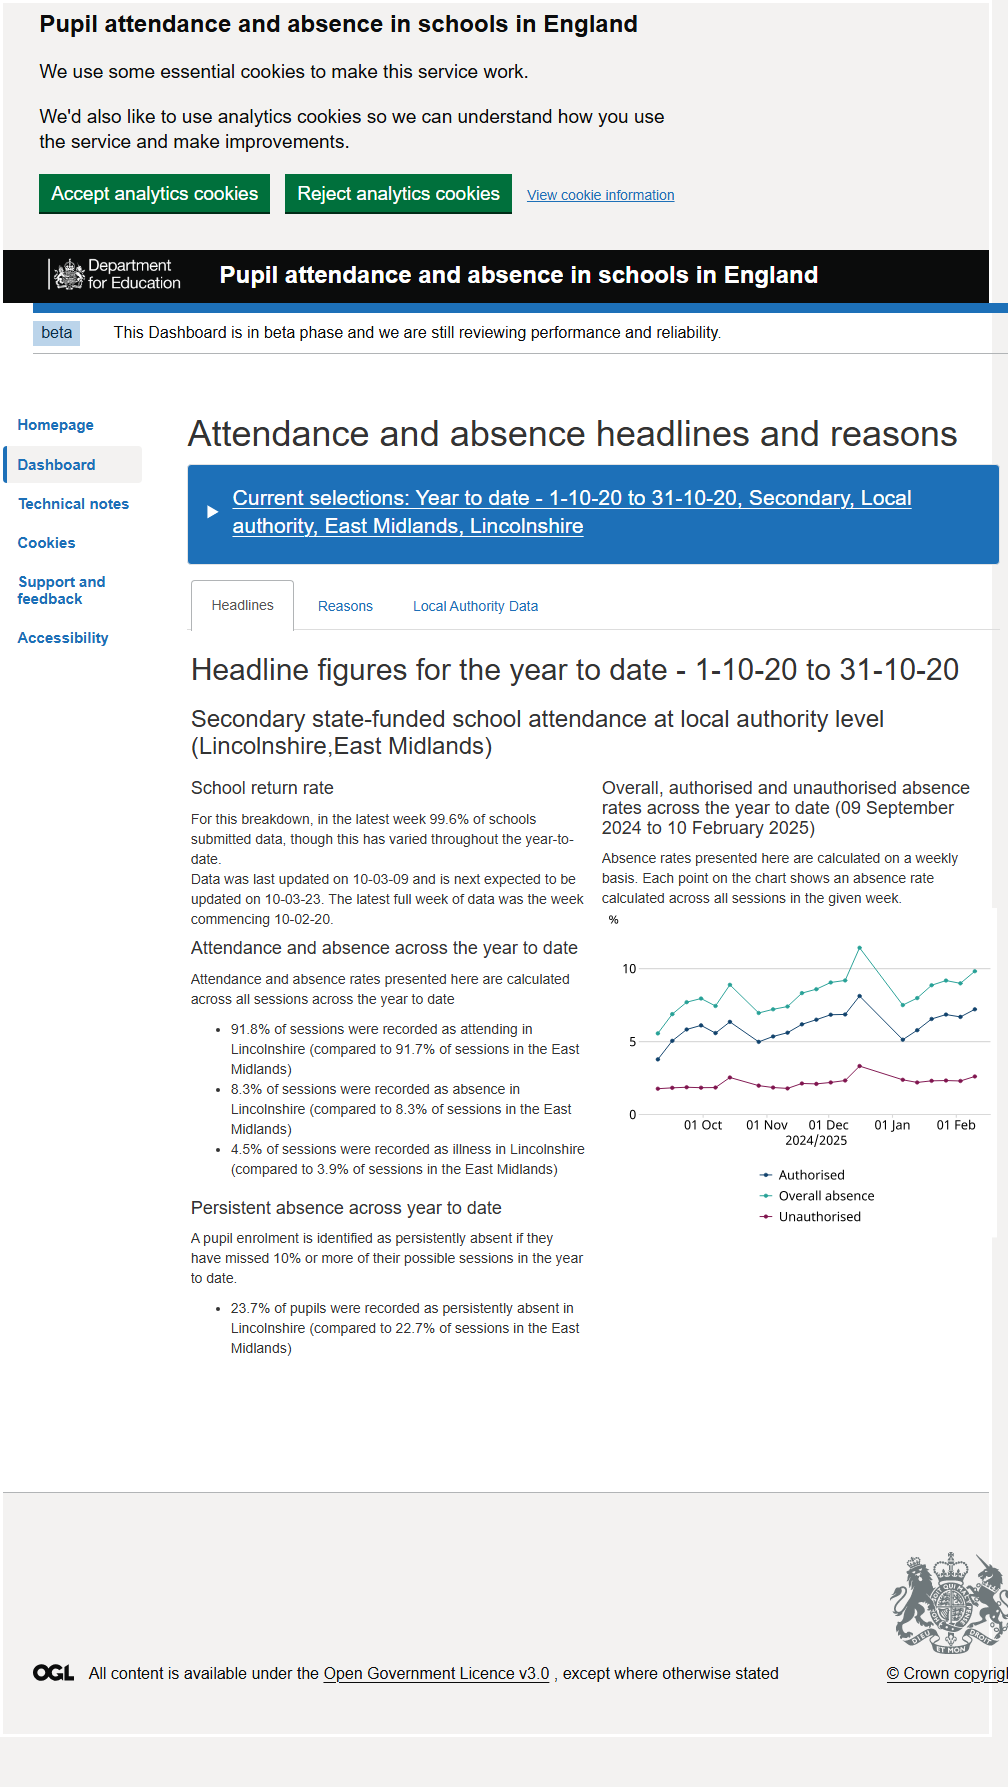 Pupil attendance and absence in schools in England
We use some essential cookies to make this service work.
We'd also like to use analytics cookies so we can understand how you use
the service and make improvements.
Accept analytics cookies
Reject analytics cookies
View cookie information
Department
for Education
Pupil attendance and absence in schools in England
beta
This Dashboard is in beta phase and we are still reviewing performance and reliability.
Homepage
Dashboard
Technical notes
Cookies
Support and
feedback
Accessibility
Attendance and absence headlines and reasons
Current selections: Year to date - 1-10-20 to 31-10-20, Secondary, Local
authority, East Midlands, Lincolnshire
Headlines
Reasons
Local Authority Data
Headline figures for the year to date - 1-10-20 to 31-10-20
Secondary state-funded school attendance at local authority level
(Lincolnshire,East Midlands)
School return rate
For this breakdown, in the latest week 99.6% of schools
submitted data, though this has varied throughout the year-to-
date.
Data was last updated on 10-03-09 and is next expected to be
updated on 10-03-23. The latest full week of data was the week
commencing 10-02-20.
Attendance and absence across the year to date
Attendance and absence rates presented here are calculated
across all sessions across the year to date
• 91.8% of sessions were recorded as attending in
Lincolnshire (compared to 91.7% of sessions in the East
Midlands)
• 8.3% of sessions were recorded as absence in
Lincolnshire (compared to 8.3% of sessions in the East
Midlands)
• 4.5% of sessions were recorded as illness in Lincolnshire
(compared to 3.9% of sessions in the East Midlands)
Persistent absence across year to date
A pupil enrolment is identified as persistently absent if they
have missed 10% or more of their possible sessions in the year
to date.
• 23.7% of pupils were recorded as persistently absent in
Lincolnshire (compared to 22.7% of sessions in the East
Midlands)
Overall, authorised and unauthorised absence
rates across the year to date (09 September
2024 to 10 February 2025)
Absence rates presented here are calculated on a weekly
basis. Each point on the chart shows an absence rate
calculated across all sessions in the given week.
%
10
5
0
01 Oct 01 Nov 01 Dec 01 Jan 01 Feb
2024/2025
Authorised
Overall absence
Unauthorised
DIEU ET MON DROIT
OGL
All content is available under the Open Government Licence v3.0 , except where otherwise stated
© Crown copyrigh